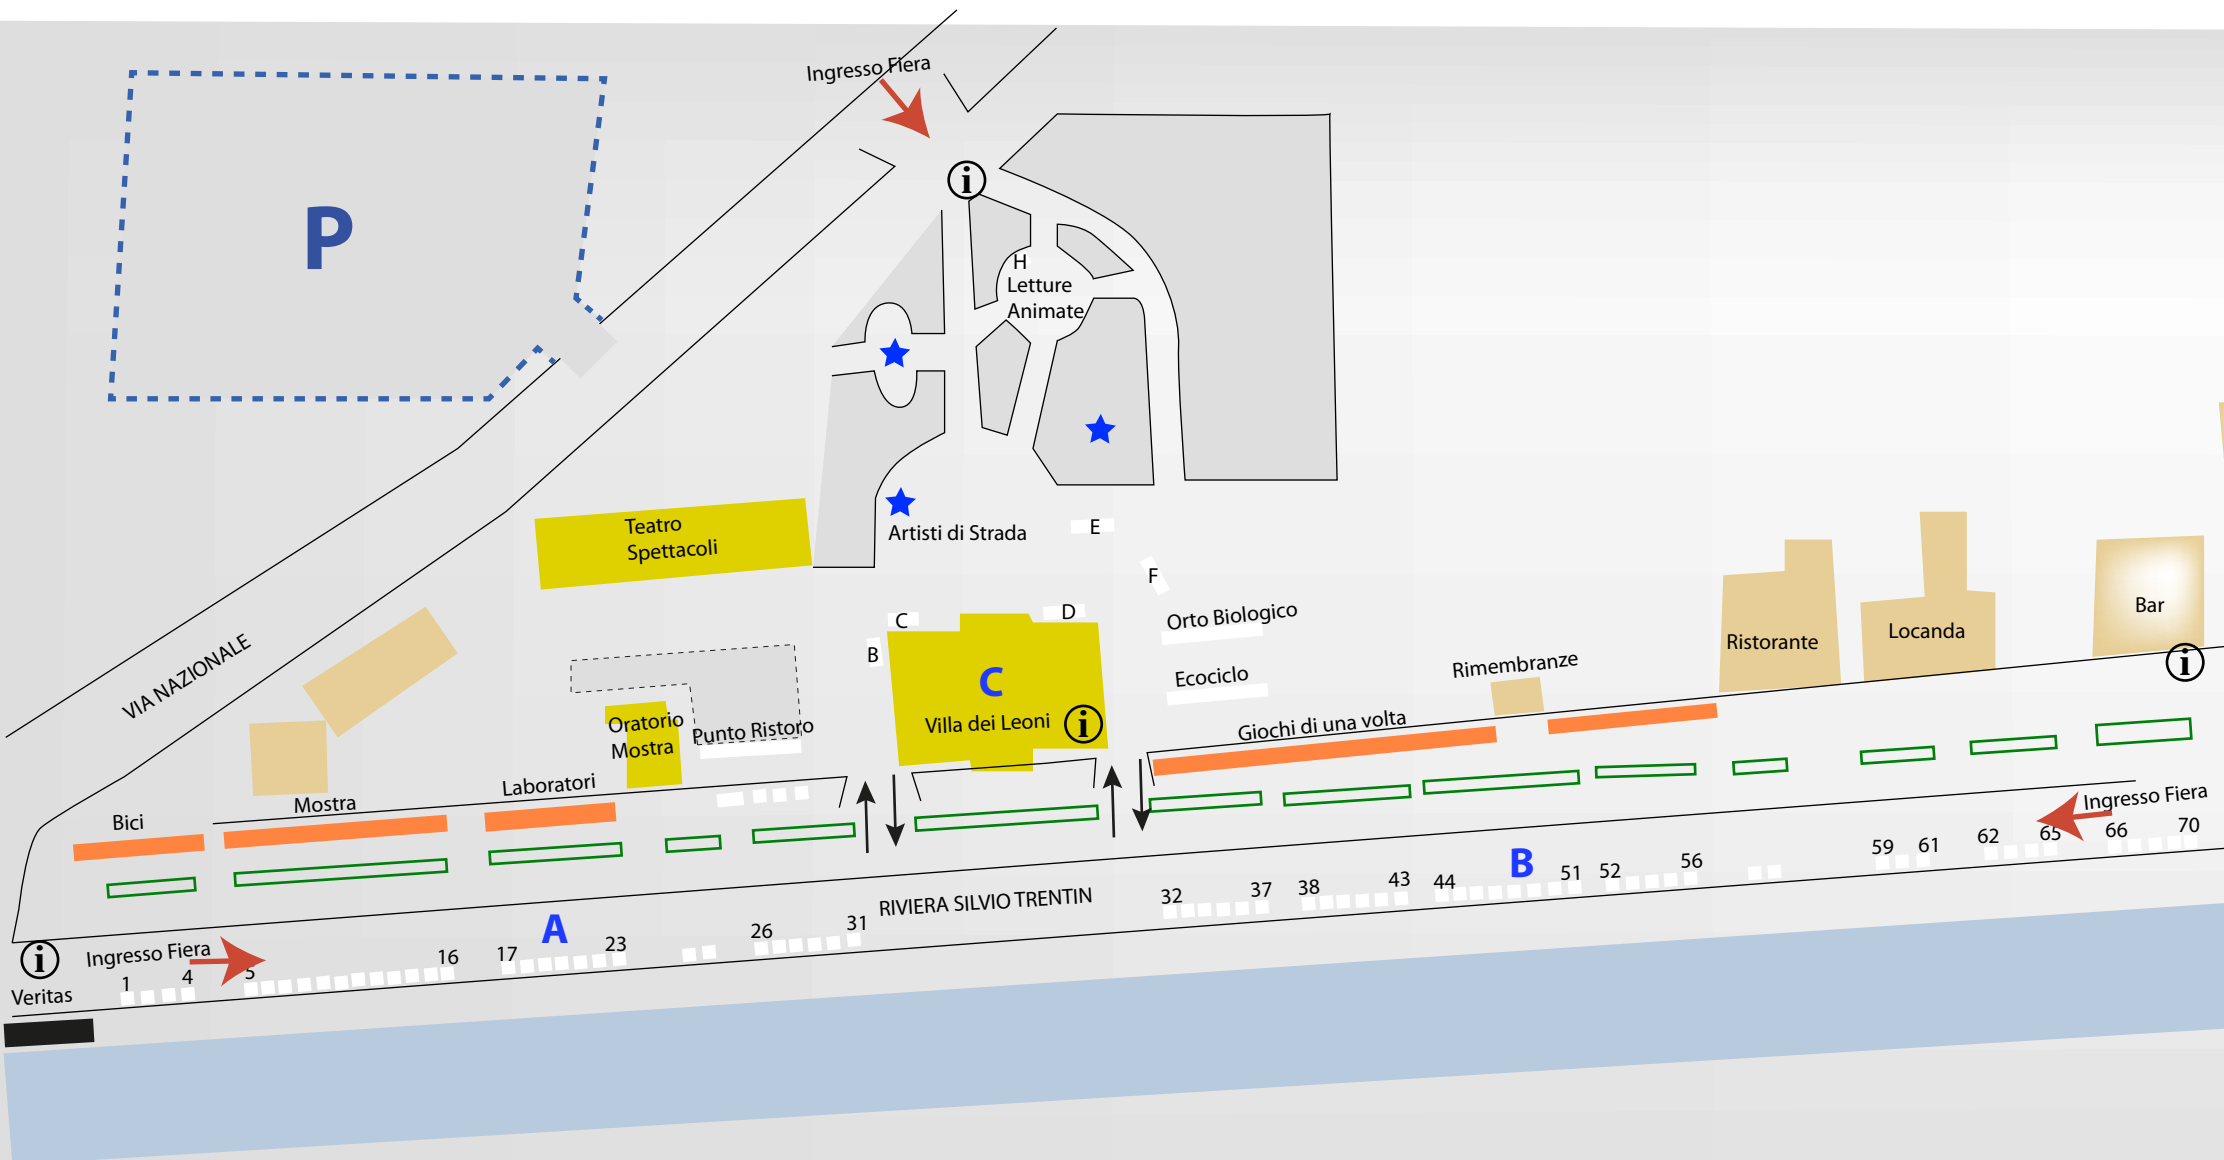 Ingresso Fiera
P
i
H
Letture
Animate
Artisti di Strada
E
Teatro
Spettacoli
F
C
D
Orto Biologico
B
C
Villa dei Leoni
i
Ecociclo
Rimembranze
Giochi di una volta
Ristorante
Locanda
Bar
i
VIA NAZIONALE
Oratorio
Mostra
Punto Ristoro
Laboratori
Mostra
Bici
Ingresso Fiera
RIVIERA SILVIO TRENTIN
A
B
i
Ingresso Fiera
Veritas
1 4 5 16 17 23 26 31 32 37 38 43 44 51 52 56 59 61 62 65 66 70